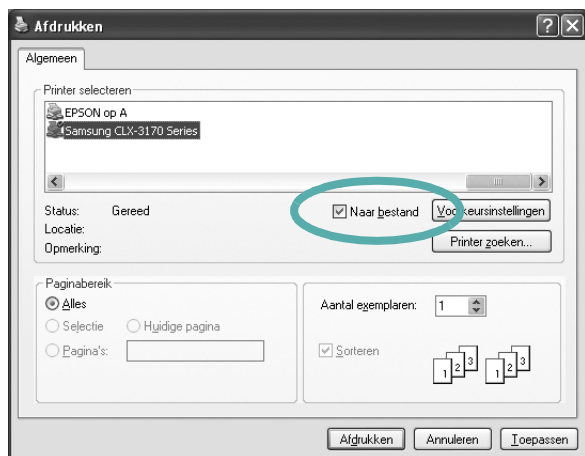 Afdrukken
Algemeen
Printer selecteren
EPSON op A
Samsung CLX-3170 Series
Status: Gereed
Naar bestand
Voorkeursinstellingen
Locatie:
Opmerking:
Printer zoeken...
Paginabereik
Alles
Selectie
Huidige pagina
Pagina's:
Aantal exemplaren: 1
Sorteren
1 2 3 1 2 3
Afdrukken
Annuleren
Toepassen